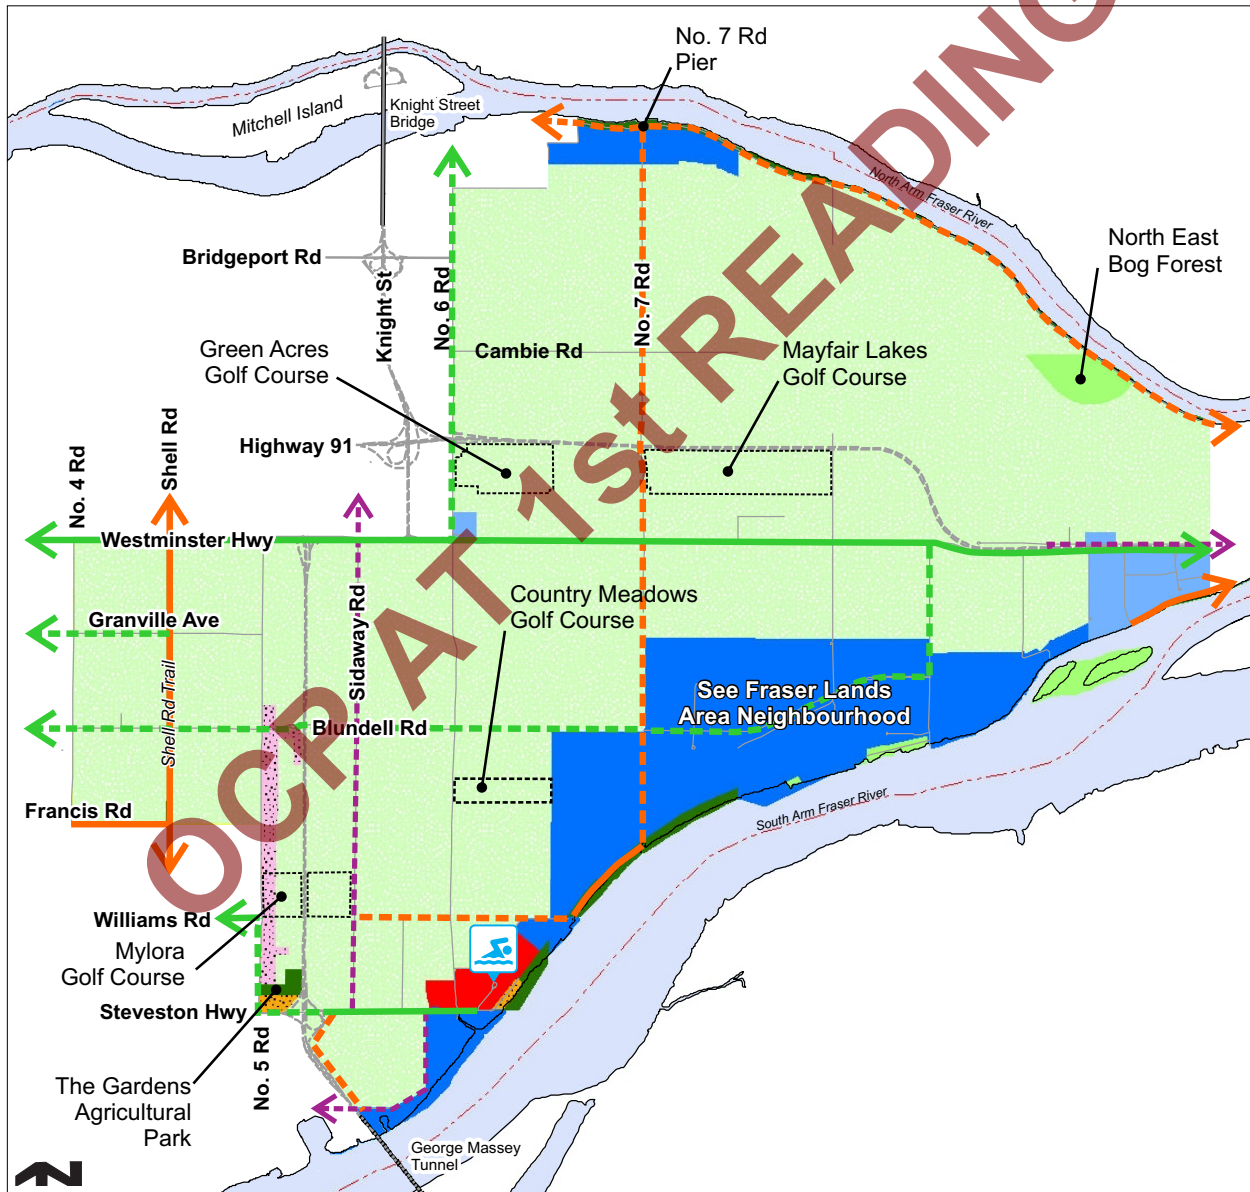 No. 7 Rd
Pier
Mitchell Island
Knight Street
Bridge
North Arm Fraser River
North East
Bog Forest
Bridgeport Rd
Knight St
No. 6 Rd
No. 7 Rd
Cambie Rd
Green Acres
Golf Course
Mayfair Lakes
Golf Course
Shell Rd
Highway 91
No. 4 Rd
Westminster Hwy
Country Meadows
Golf Course
Granville Ave
Sidaway Rd
Shell Rd Trail
See Fraser Lands
Area Neighbourhood
Blundell Rd
Francis Rd
South Arm Fraser River
Williams Rd
Mylora
Golf Course
Steveston Hwy
No. 5 Rd
The Gardens
Agricultural
Park
George Massey
Tunnel
N
OCP AT 1st READING